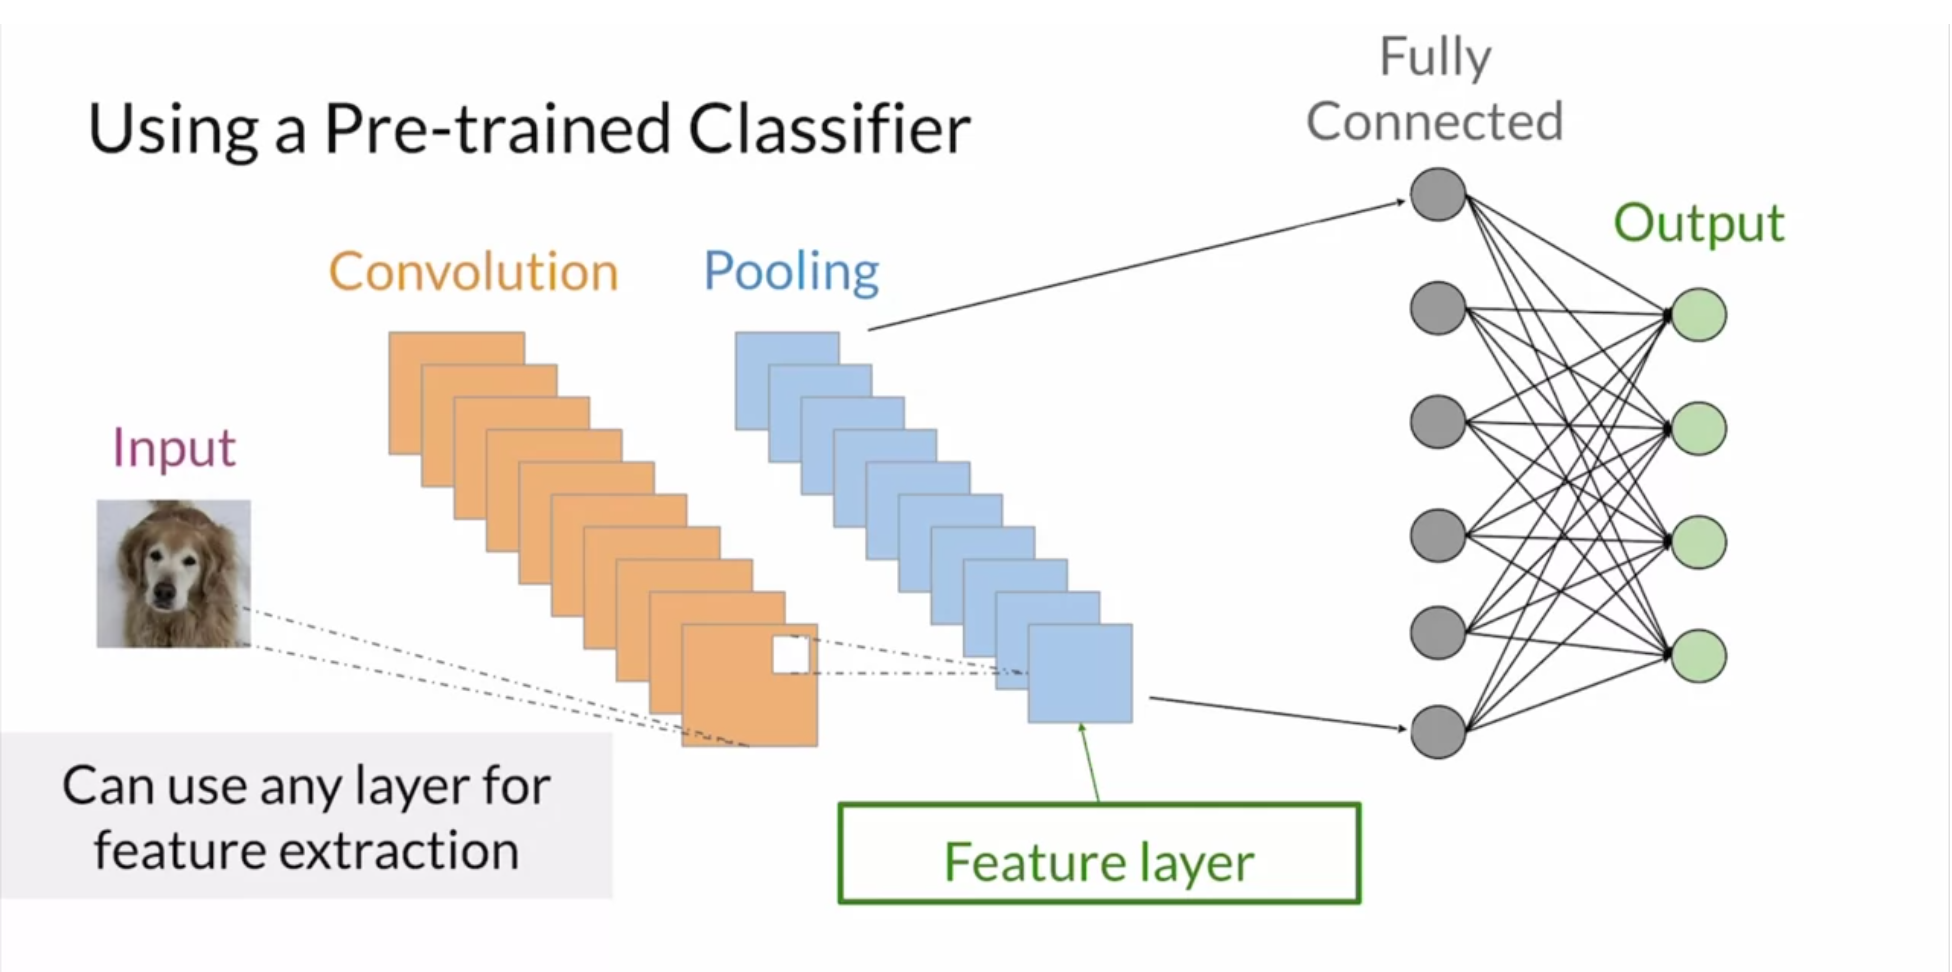 Using a Pre-trained Classifier
Fully
Connected
Output
Convolution
Pooling
Input
Can use any layer for
feature extraction
Feature layer